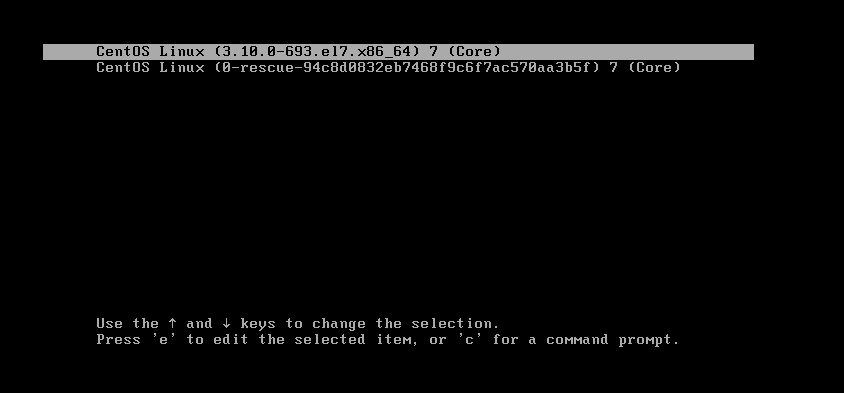 CentOS Linux (3.10.0-693.el7.x86_64) 7 (Core)
CentOS Linux (0-rescue-94c8d0832eb7468f9c6f7ac570aa3b5f) 7 (Core)
Use the ↑ and ↓ keys to change the selection.
Press 'e' to edit the selected item, or 'c' for a command prompt.